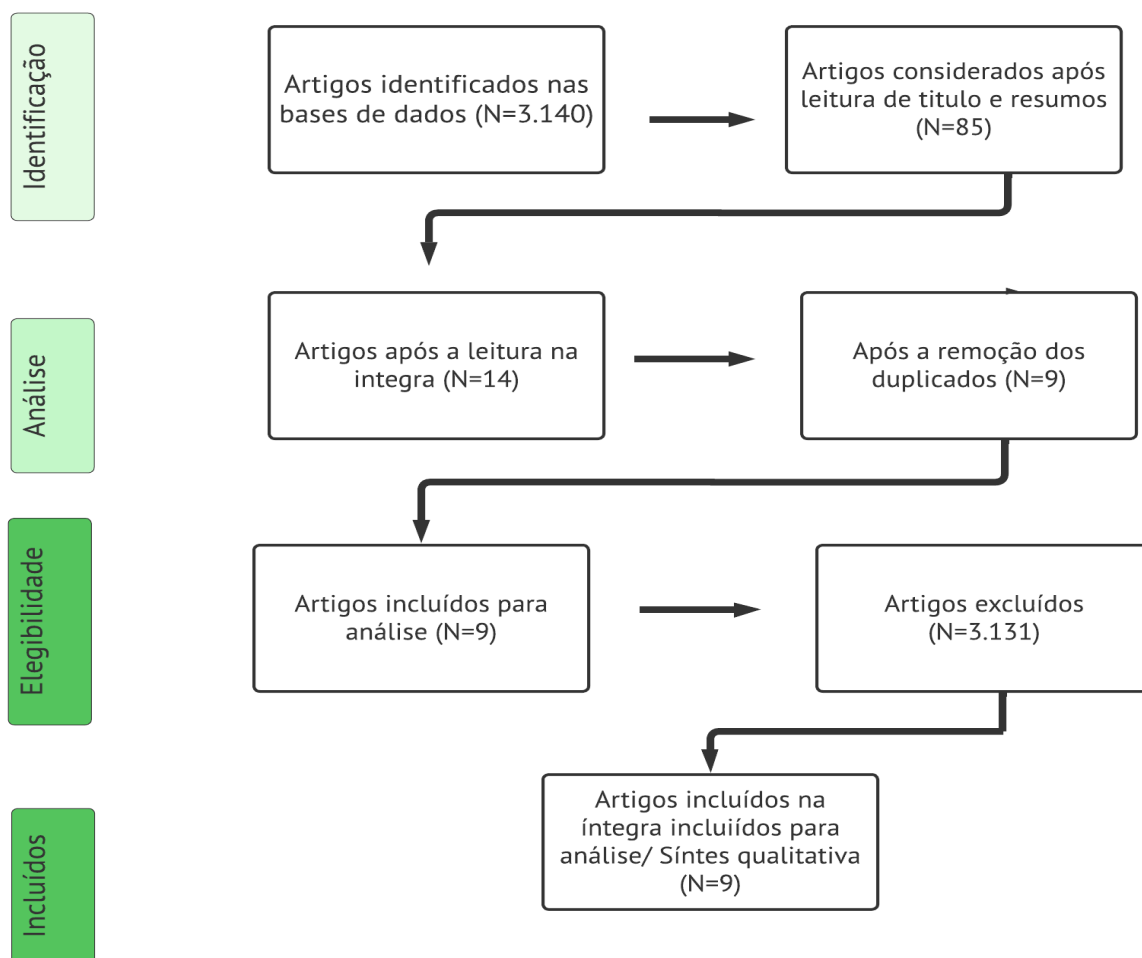 Identificação
Artigos identificados nas
bases de dados (N=3.140)
Artigos considerados após
leitura de titulo e resumos
(N=85)
Análise
Artigos após a leitura na
integra (N=14)
Após a remoção dos
duplicados (N=9)
Elegibilidade
Artigos incluídos para
análise (N=9)
Artigos excluídos
(N=3.131)
Incluídos
Artigos incluídos na
íntegra incluiídos para
análise/ Síntes qualitativa
(N=9)